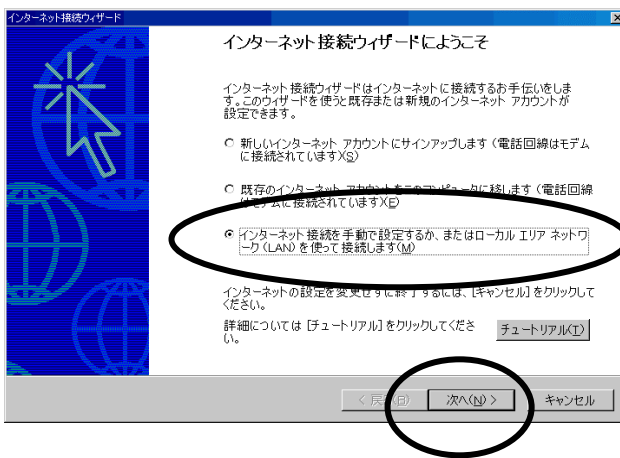 インターネット接続ウィザード
インターネット接続ウィザードにようこそ
インターネット接続ウィザードはインターネットに接続するお手伝いをしま
す。このウィザードを使うと既存または新規のインターネット アカウントが
設定できます。
新しいインターネット アカウントにサインアップします (電話回線はモデム
に接続されています)(S)
既存のインターネット アカウントをこのコンピュータに移します (電話回線
はモデムに接続されています)(E)
インターネット接続を手動で設定するか、またはローカル エリア ネットワ
ーク (LAN) を使って接続します(M)
インターネットの設定を変更せずに終了するには、[キャンセル] をクリックして
ください。
詳細については [チュートリアル] をクリックしてくださ
い。
チュートリアル(T)
< 戻る(B)
次へ(N) >
キャンセル